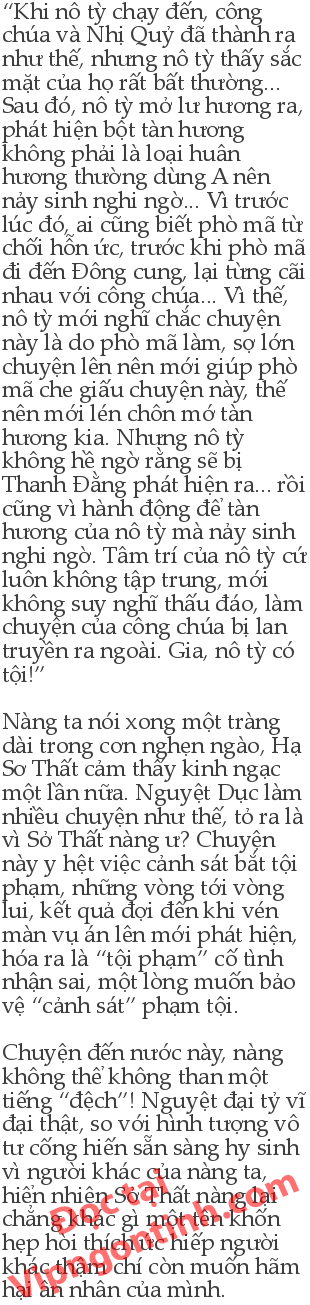 “Khi nô tỳ chạy đến, công
chúa và Nhị Quỷ đã thành ra
như thế, nhưng nô tỳ thấy sắc
mặt của họ rất bất thường...
Sau đó, nô tỳ mở lư hương ra,
phát hiện bột tàn hương
không phải là loại huân
hương thường dùng A nên
nảy sinh nghi ngờ... Vì trước
lúc đó, ai cũng biết phò mã từ
chối hỗn ức, trước khi phò mã
đi đến Đông cung, lại từng cãi
nhau với công chúa... Vì thế,
nô tỳ mới nghĩ chắc chuyện
này là do phò mã làm, sợ lớn
chuyện lên nên mới giúp phò
mã che giấu chuyện này, thế
nên mới lén chôn mớ tàn
hương kia. Nhưng nô tỳ
không hề ngờ rằng sẽ bị
Thanh Đằng phát hiện ra... rồi
cũng vì hành động để tàn
hương của nô tỳ mà nảy sinh
nghi ngờ. Tâm trí của nô tỳ cứ
luôn không tập trung, mới
không suy nghĩ thấu đáo, làm
chuyện của công chúa bị lan
truyền ra ngoài. Gia, nô tỳ có
tội!”
Nàng ta nói xong một tràng
dài trong cơn nghẹn ngào, Hạ
Sơ Thất cảm thấy kinh ngạc
một lần nữa. Nguyệt Dục làm
nhiều chuyện như thế, tỏ ra là
vì Sở Thất nàng ư? Chuyện
này y hệt việc cảnh sát bắt tội
phạm, những vòng tới vòng
lui, kết quả đợi đến khi vén
màn vụ án lên mới phát hiện,
hóa ra là “tội phạm” cố tình
nhận sai, một lòng muốn bảo
vệ “cảnh sát” phạm tội.
Chuyện đến nước này, nàng
không thể không than một
tiếng “đệch”! Nguyệt đại tỷ vĩ
đại thật, so với hình tượng vô
tư cống hiến sẵn sàng hy sinh
vì người khác của nàng ta,
hiển nhiên Sở Thất nàng lại
chẳng khác gì một tên khốn
hẹp hòi thích ức hiếp người
khác, thậm chí còn muốn hãm
hại ân nhân của mình.
Đọc tại
Vipngontinh.com